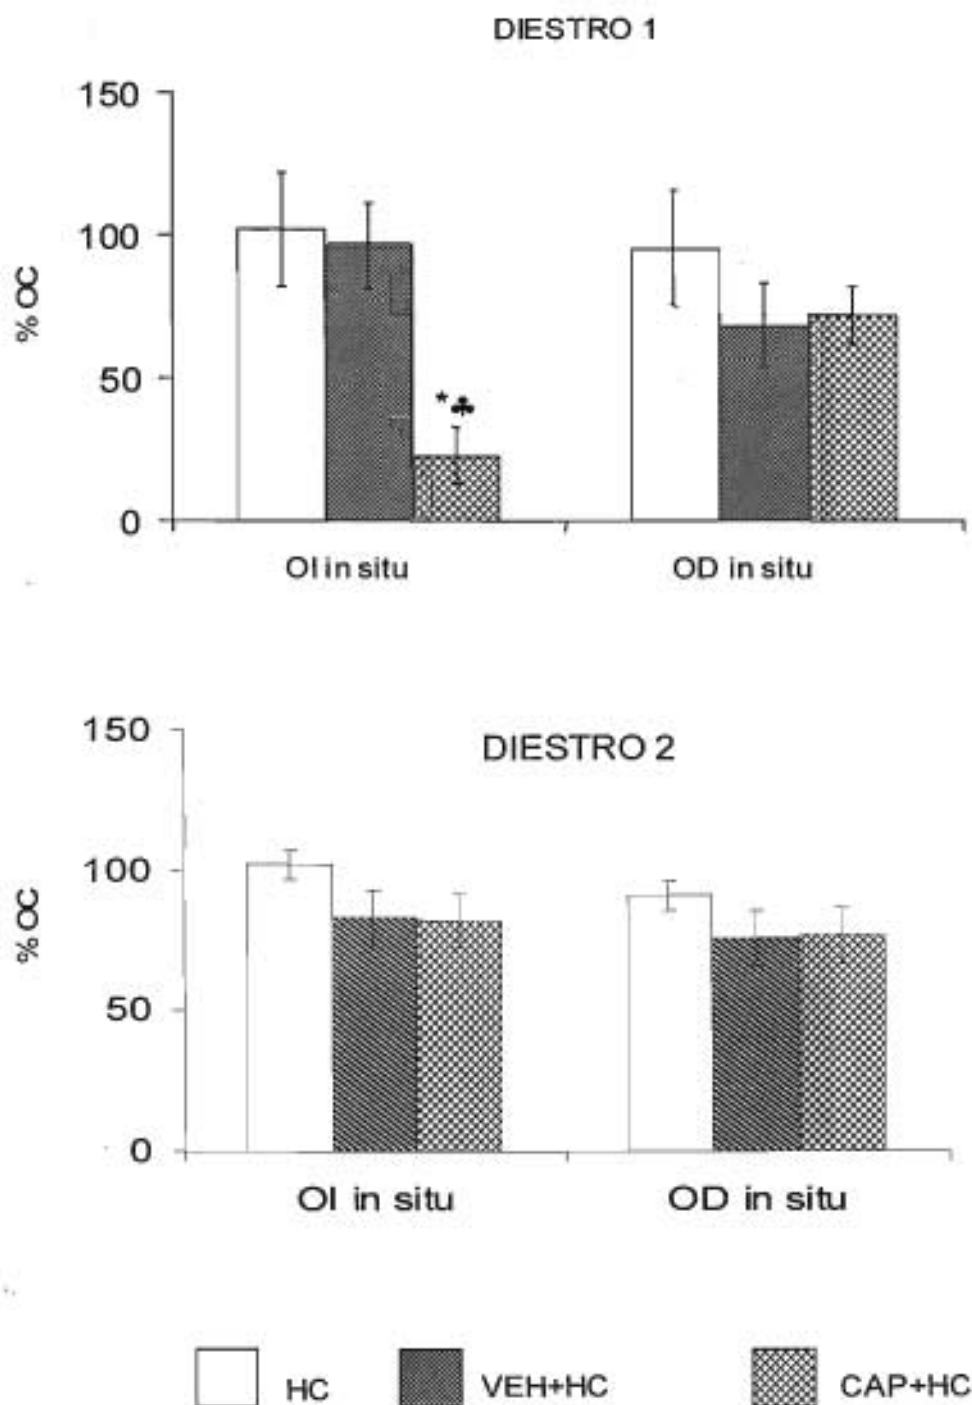 DIESTRO 1
150
100
50
0
% OC
*♣
OI in situ OD in situ
DIESTRO 2
150
100
50
0
% OC
OI in situ OD in situ
HC VEH+HC CAP+HC